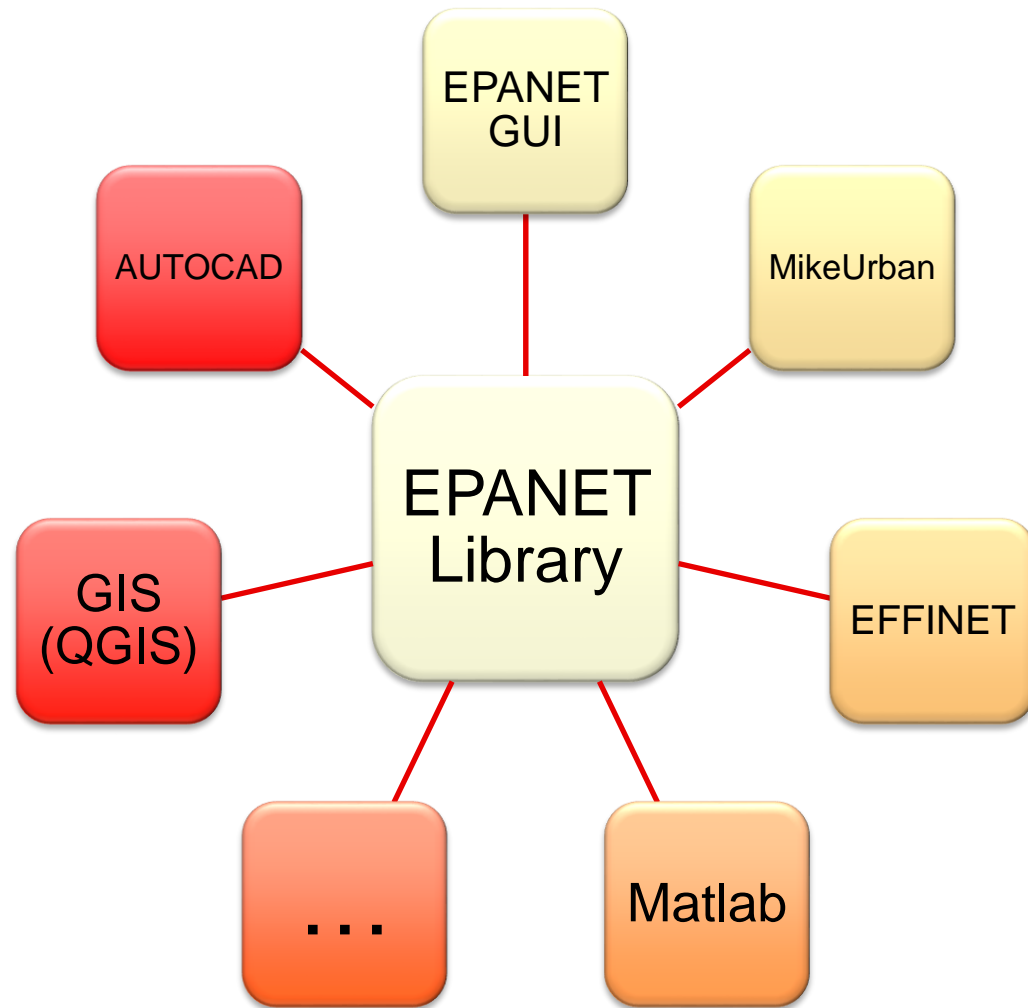 EPANET
GUI
AUTOCAD
MikeUrban
EPANET
Library
GIS
(QGIS)
EFFINET
...
Matlab